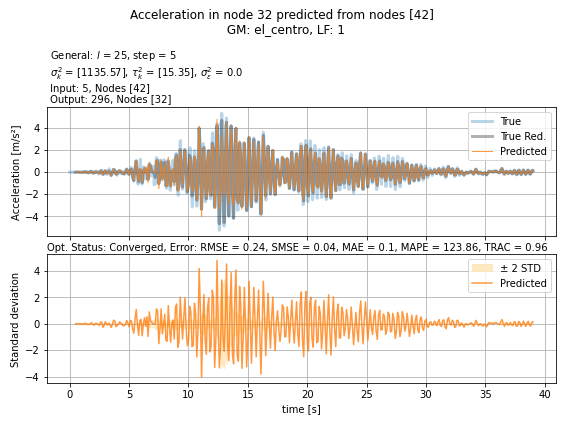 Acceleration in node 32 predicted from nodes [42]
GM: el_centro, LF: 1
General: l = 25, step = 5
σ²ₖ = [1135.57], τ²ₖ = [15.35], σ²ε = 0.0
Input: 5, Nodes [42]
Output: 296, Nodes [32]
Acceleration [m/s²]
4
2
0
−2
−4
True
True Red.
Predicted
Opt. Status: Converged, Error: RMSE = 0.24, SMSE = 0.04, MAE = 0.1, MAPE = 123.86, TRAC = 0.96
Standard deviation
4
2
0
−2
−4
± 2 STD
Predicted
0 5 10 15 20 25 30 35 40
time [s]